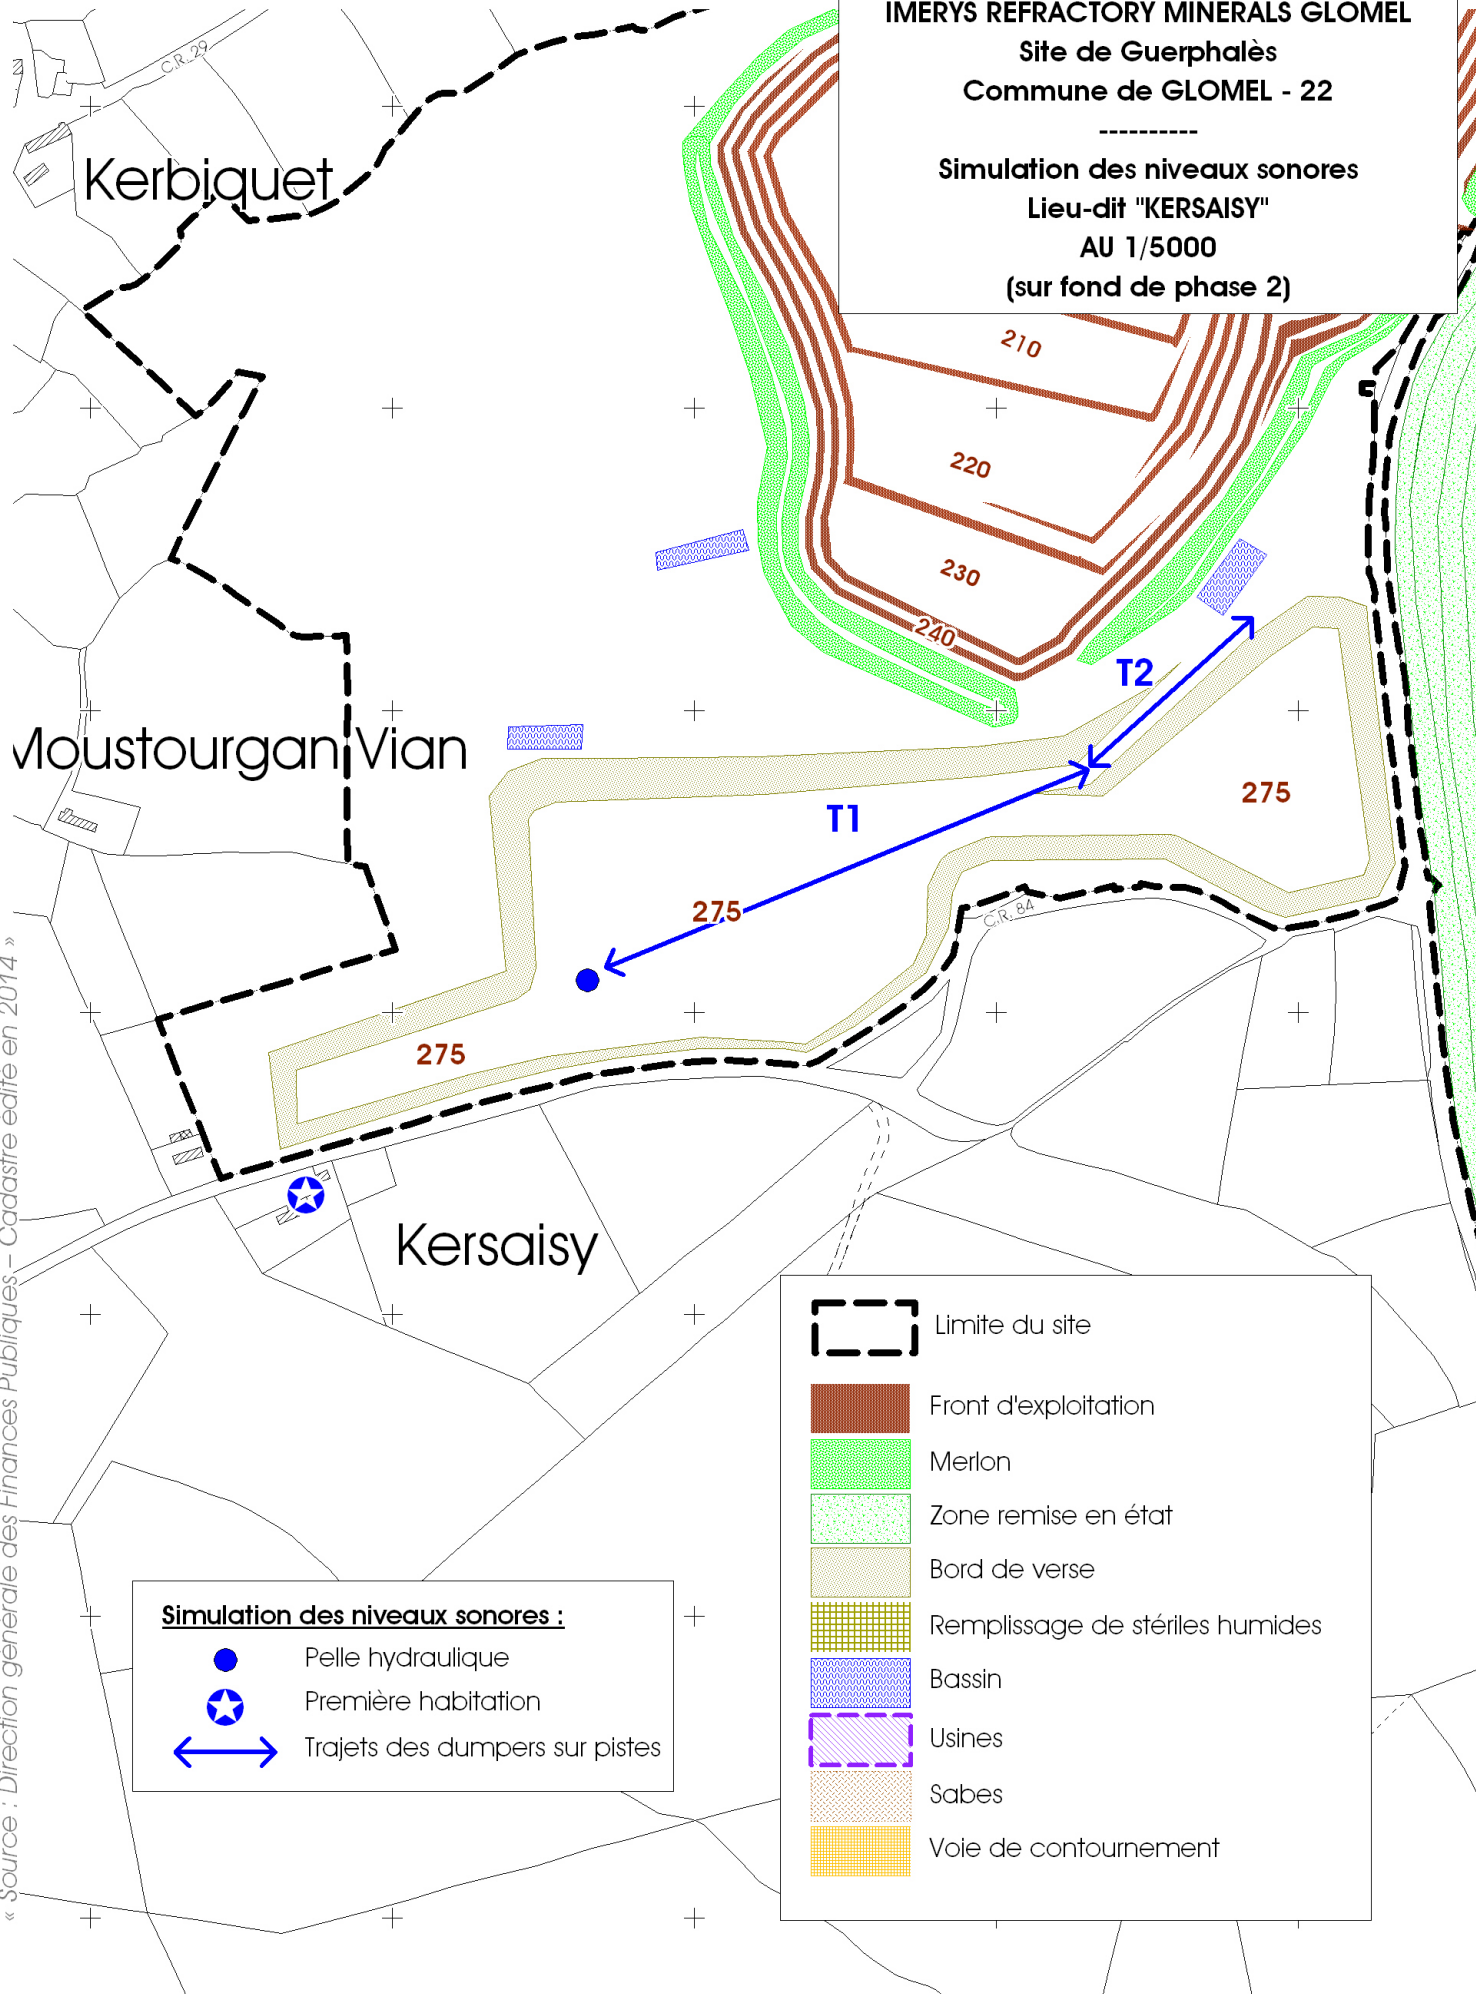 IMERYS REFRACTORY MINERALS GLOMEL
Site de Guerphalès
Commune de GLOMEL - 22
----------
Simulation des niveaux sonores
Lieu-dit "KERSAISY"
AU 1/5000
(sur fond de phase 2)
C.R. 29
Kerbiquet
210
220
230
240
T2
Moustourgan Vian
275
T1
275
C.R. 84
275
Kersaisy
Limite du site
Front d'exploitation
Merlon
Zone remise en état
Bord de verse
Remplissage de stériles humides
Bassin
Usines
Sabes
Voie de contournement
Simulation des niveaux sonores :
Pelle hydraulique
Première habitation
Trajets des dumpers sur pistes
« Source : Direction générale des Finances Publiques – Cadastre édité en 2014 »